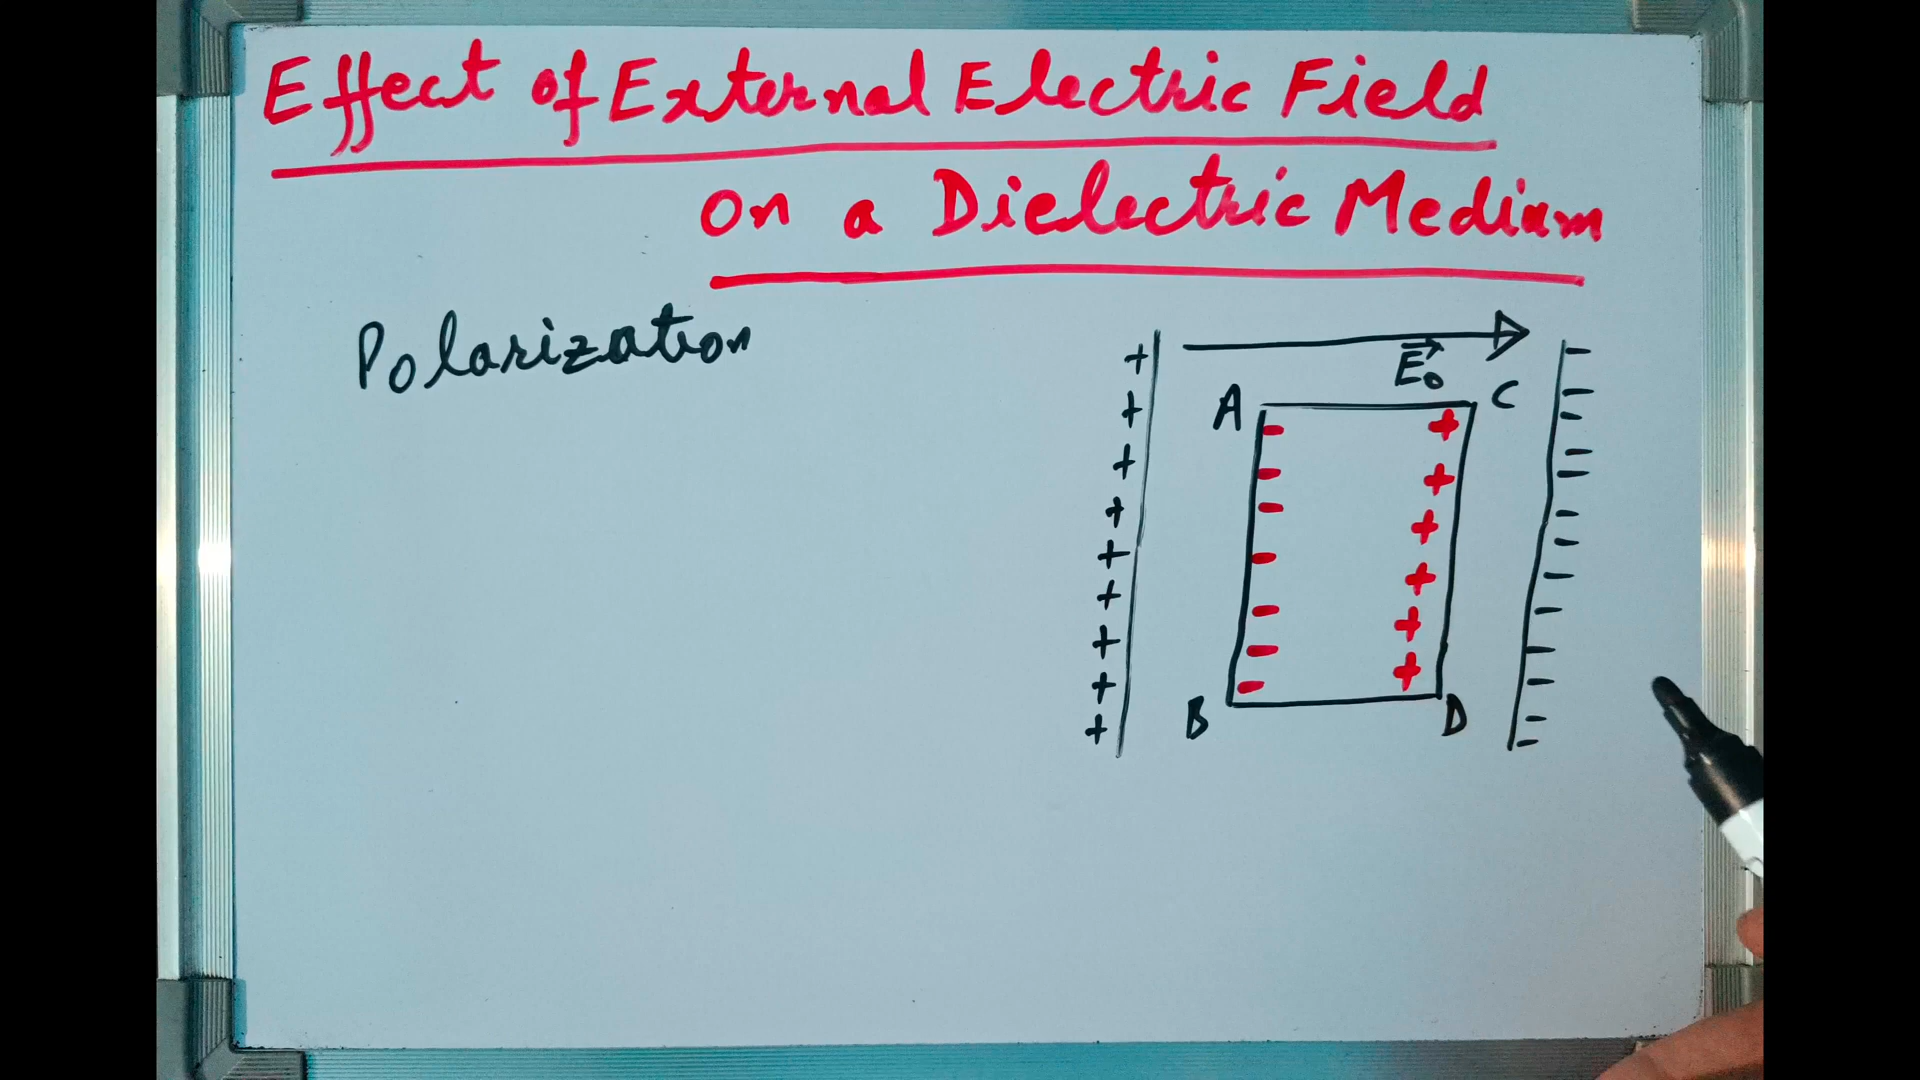 Effect of External Electric Field
on a Dielectric Medium
Polarization
E₀
A
C
B
D
+ + + + + + + + +
- - - - - - -
+ + + + + +
- - - - - - - - - - - - -